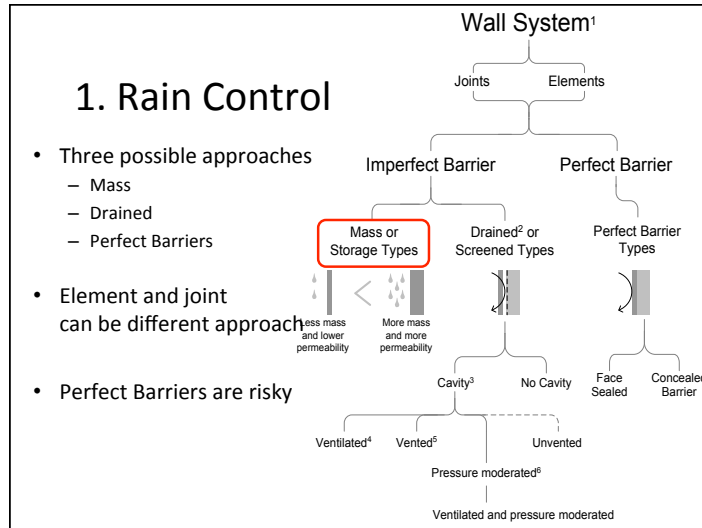 Wall System¹
Joints
Elements
1. Rain Control
• Three possible approaches
– Mass
– Drained
– Perfect Barriers
• Element and joint
can be different approach
• Perfect Barriers are risky
Imperfect Barrier
Perfect Barrier
Mass or
Storage Types
Drained² or
Screened Types
Perfect Barrier
Types
<
Less mass
and lower
permeability
More mass
and more
permeability
Cavity³
No Cavity
Face
Sealed
Concealed
Barrier
Ventilated⁴
Vented⁵
Unvented
Pressure moderated⁶
Ventilated and pressure moderated